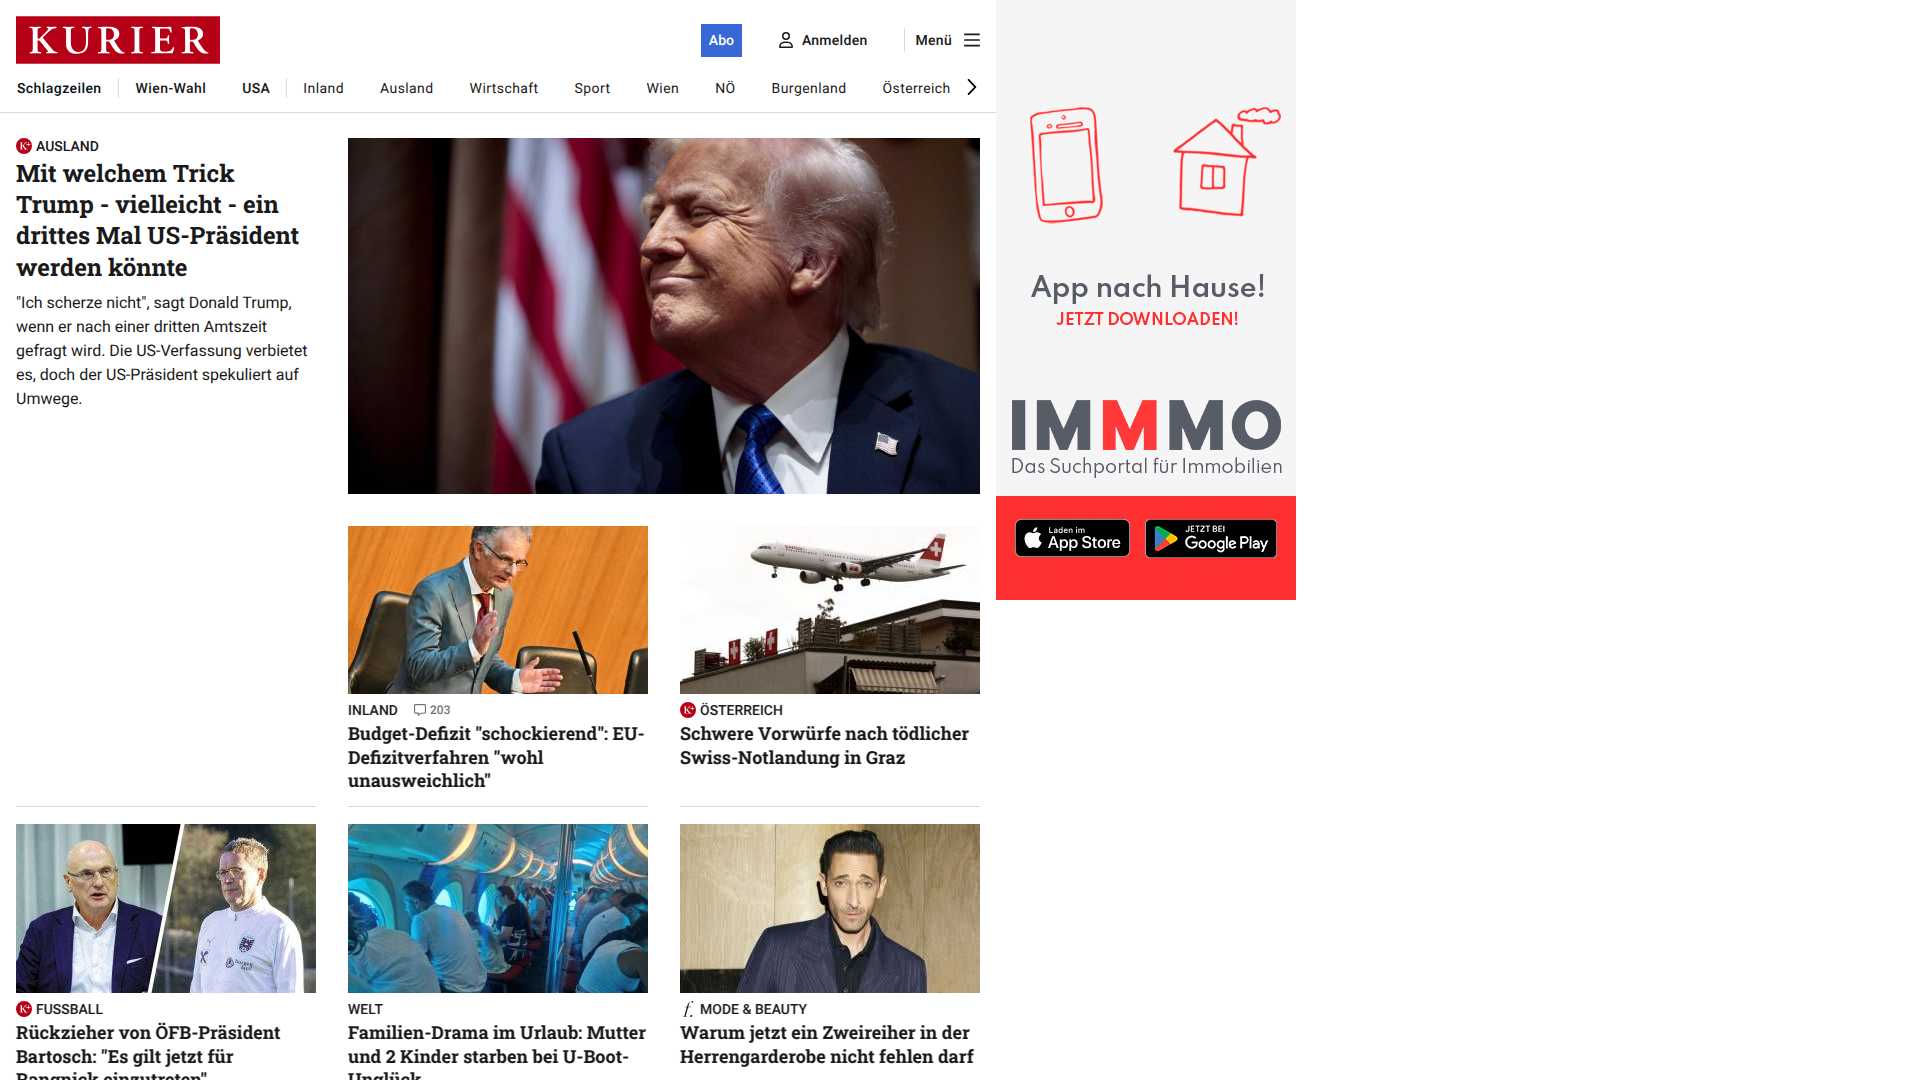 KURIER
Abo
Anmelden
Menü
Schlagzeilen
Wien-Wahl
USA
Inland
Ausland
Wirtschaft
Sport
Wien
NÖ
Burgenland
Österreich
AUSLAND
Mit welchem Trick
Trump - vielleicht - ein
drittes Mal US-Präsident
werden könnte
"Ich scherze nicht", sagt Donald Trump,
wenn er nach einer dritten Amtszeit
gefragt wird. Die US-Verfassung verbietet
es, doch der US-Präsident spekuliert auf
Umwege.
INLAND 203
Budget-Defizit "schockierend": EU-
Defizitverfahren "wohl
unausweichlich"
K+ ÖSTERREICH
Schwere Vorwürfe nach tödlicher
Swiss-Notlandung in Graz
FUSSBALL
Rückzieher von ÖFB-Präsident
Bartosch: "Es gilt jetzt für
Rangnick einzutreten"
WELT
Familien-Drama im Urlaub: Mutter
und 2 Kinder starben bei U-Boot-
Unglück
f. MODE & BEAUTY
Warum jetzt ein Zweireiher in der
Herrengarderobe nicht fehlen darf
App nach Hause!
JETZT DOWNLOADEN!
IMMMO
Das Suchportal für Immobilien
Laden im
App Store
JETZT BEI
Google Play